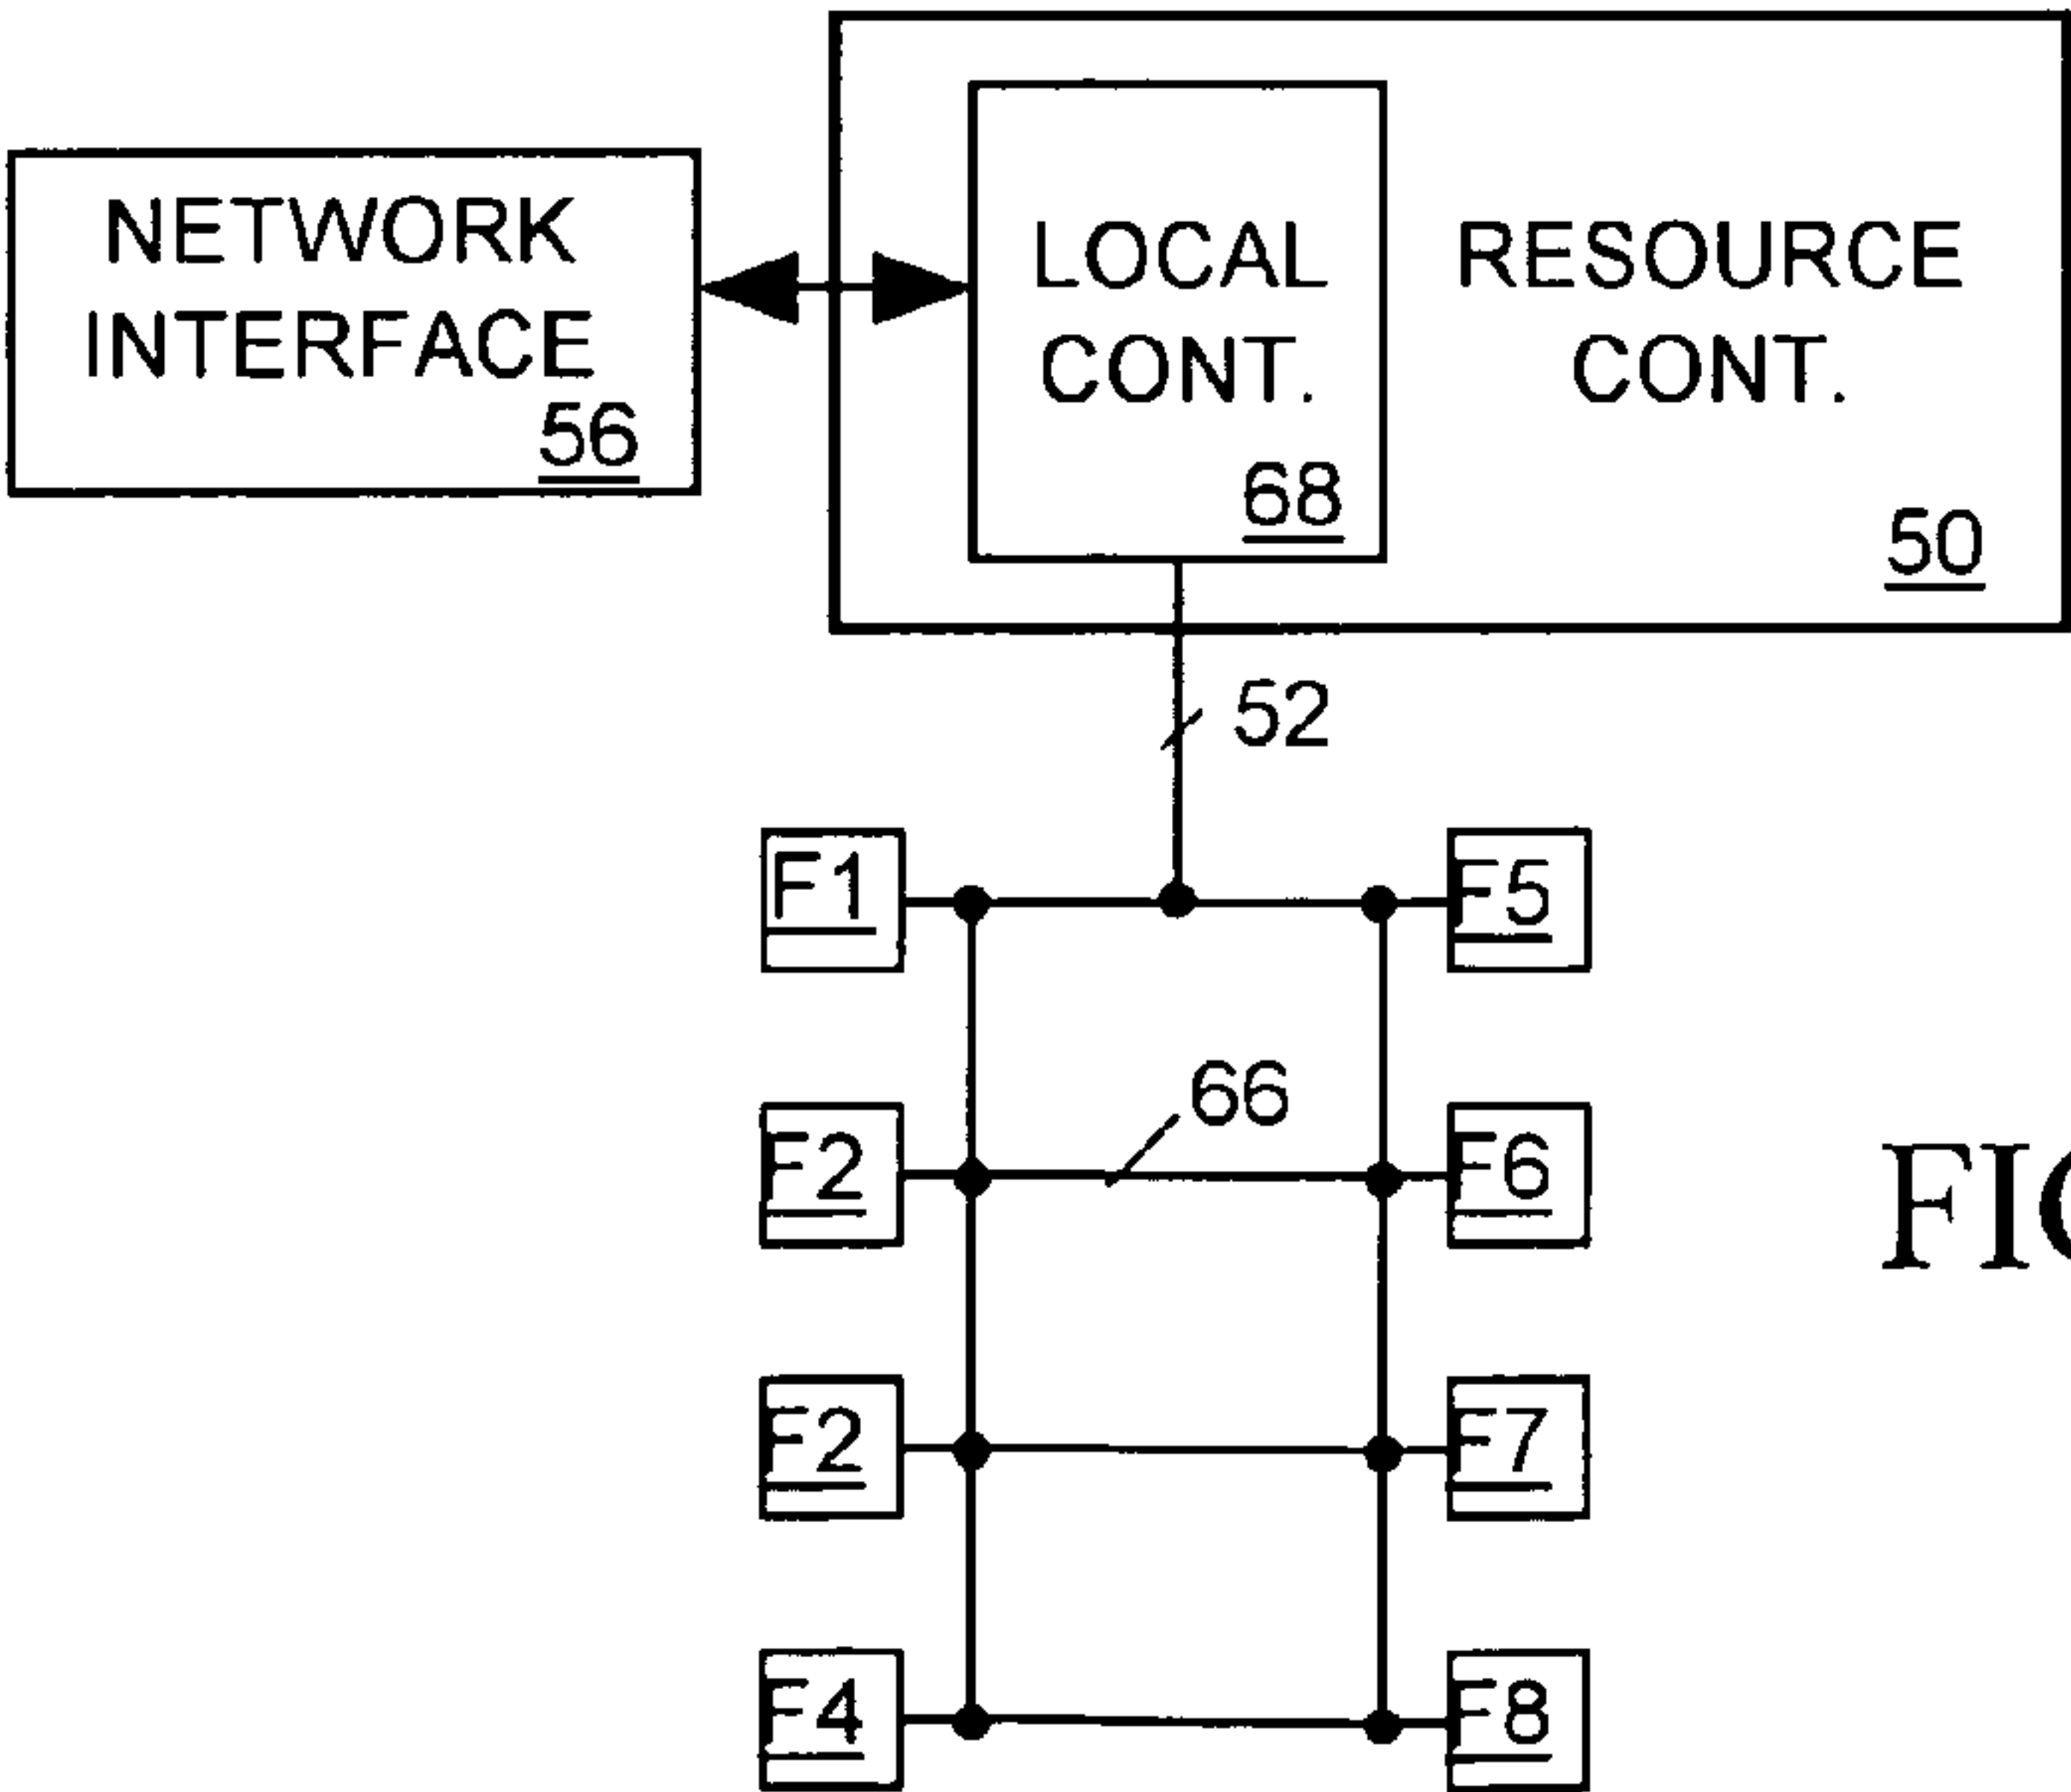 NETWORK
INTERFACE
56
LOCAL
CONT.
68
RESOURCE
CONT.
50
52
F1
F5
66
F2
F6
FIG
F2
F7
F4
F8